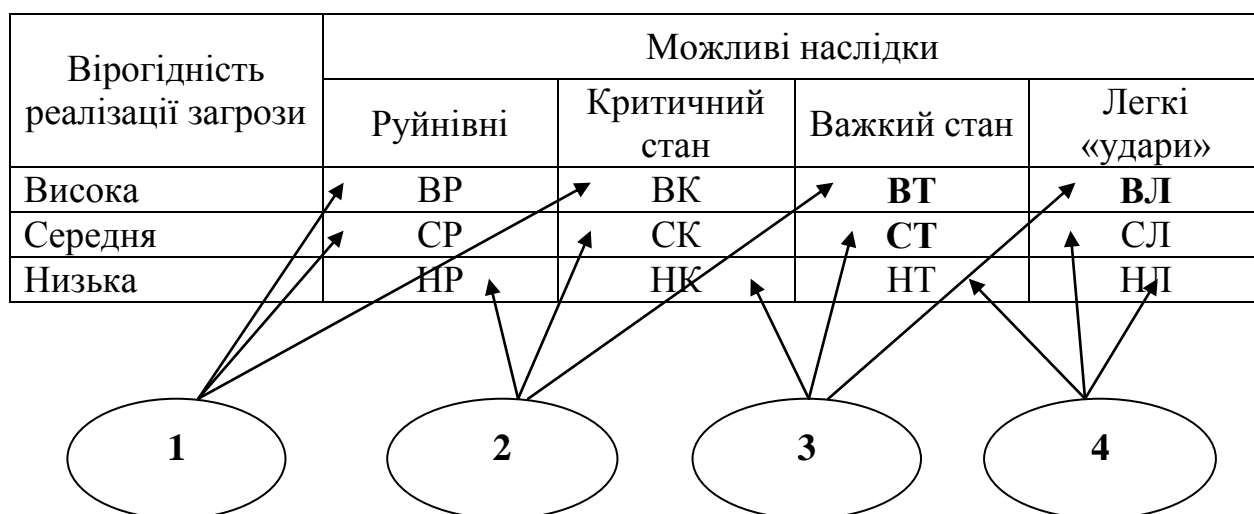 Вірогідність
реалізації загрози
Можливі наслідки
Руйнівні
Критичний
стан
Важкий стан
Легкі
«удари»
Висока ВР ВК ВТ ВЛ
Середня СР СК СТ СЛ
Низька НР НК НТ НЛ
1 2 3 4